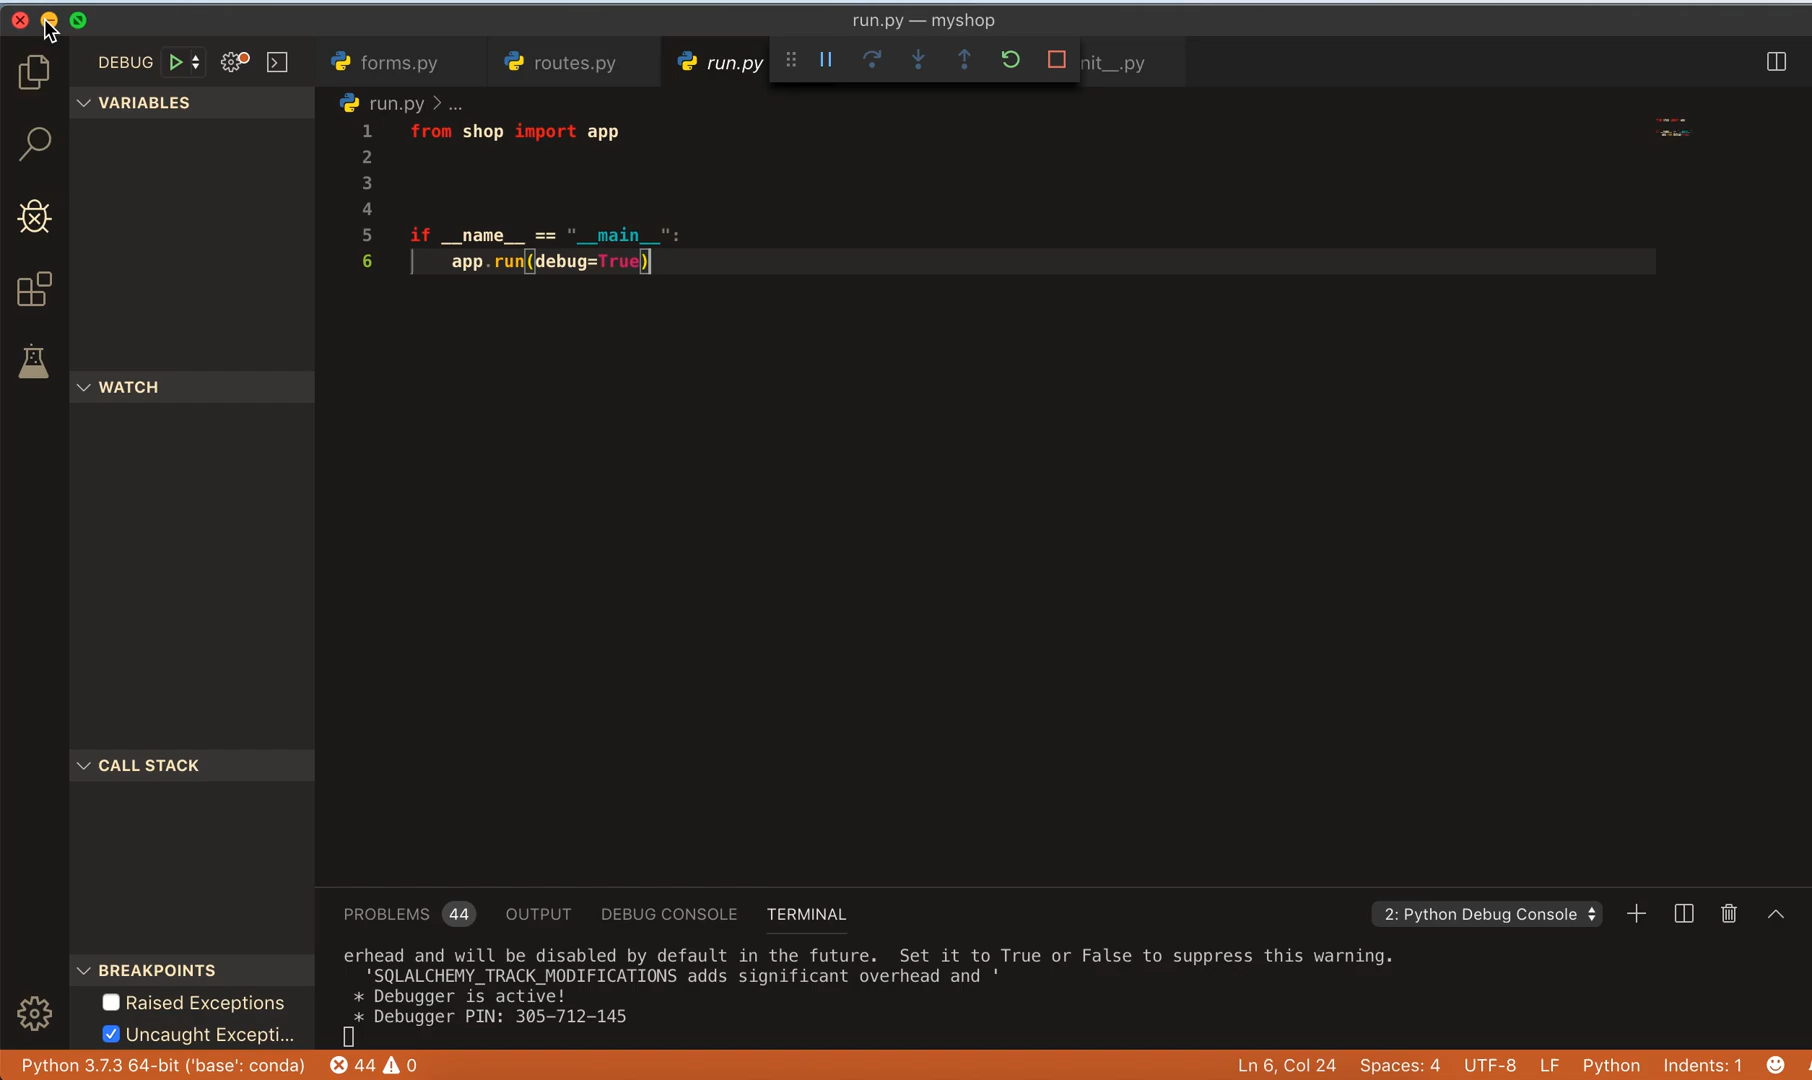 run.py — myshop
DEBUG
forms.py
routes.py
run.py
nit__.py
VARIABLES
run.py > ...
1 from shop import app
2
3
4
5 if __name__ == "__main__":
6 app.run(debug=True)
WATCH
CALL STACK
BREAKPOINTS
Raised Exceptions
Uncaught Excepti...
PROBLEMS 44 OUTPUT DEBUG CONSOLE TERMINAL 2: Python Debug Console
erhead and will be disabled by default in the future. Set it to True or False to suppress this warning.
'SQLALCHEMY_TRACK_MODIFICATIONS adds significant overhead and '
* Debugger is active!
* Debugger PIN: 305-712-145
Python 3.7.3 64-bit ('base': conda) 44 0 Ln 6, Col 24 Spaces: 4 UTF-8 LF Python Indents: 1